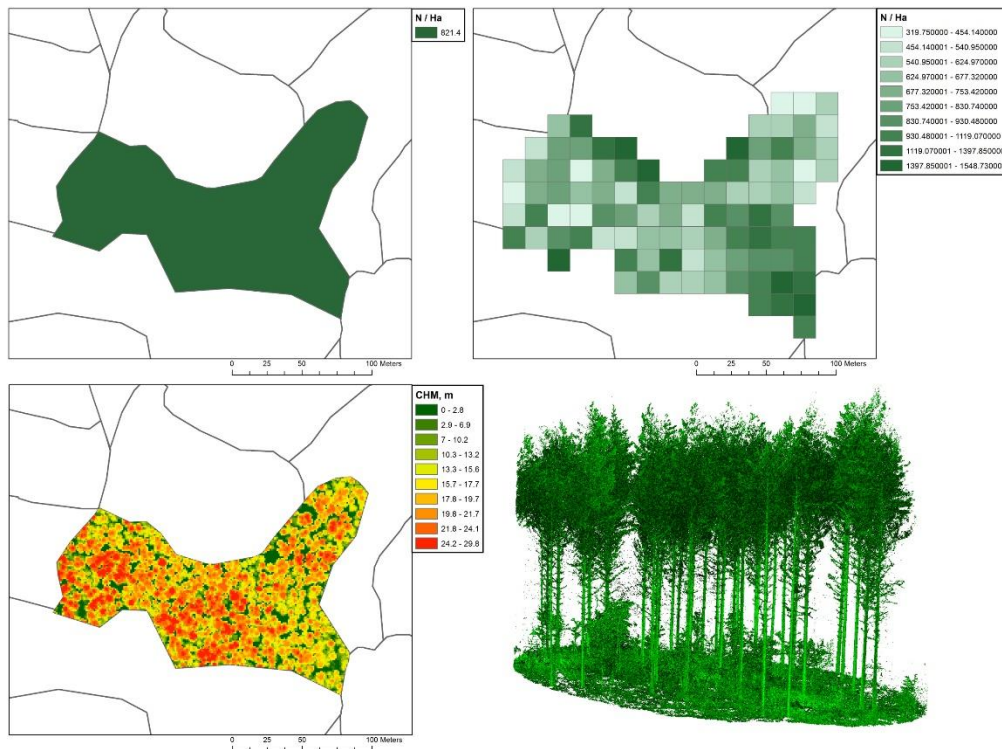 N / Ha
821.4
0 25 50 100 Meters
N / Ha
319.750000 - 454.140000
454.140001 - 540.950000
540.950001 - 624.970000
624.970001 - 677.320000
677.320001 - 753.420000
753.420001 - 830.740000
830.740001 - 930.480000
930.480001 - 1119.070000
1119.070001 - 1397.850000
1397.850001 - 1548.730000
0 25 50 100 Meters
CHM, m
0 - 2.8
2.9 - 6.9
7 - 10.2
10.3 - 13.2
13.3 - 15.6
15.7 - 17.7
17.8 - 19.7
19.8 - 21.7
21.8 - 24.1
24.2 - 29.8
0 25 50 100 Meters